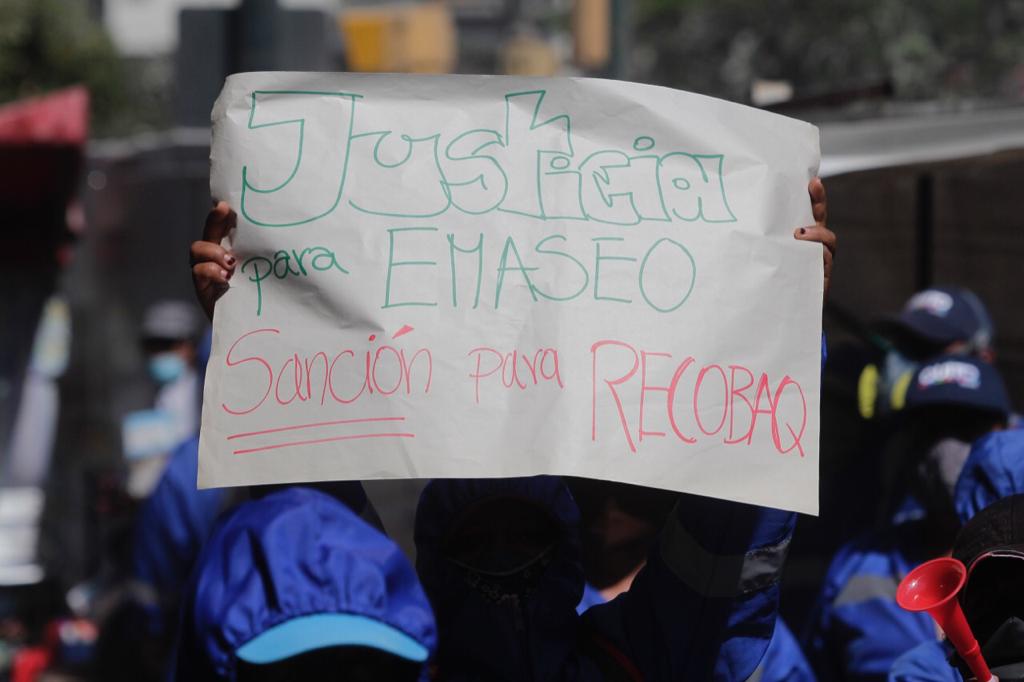 Justicia
para EMASEO
Sanción para RECOBAQ